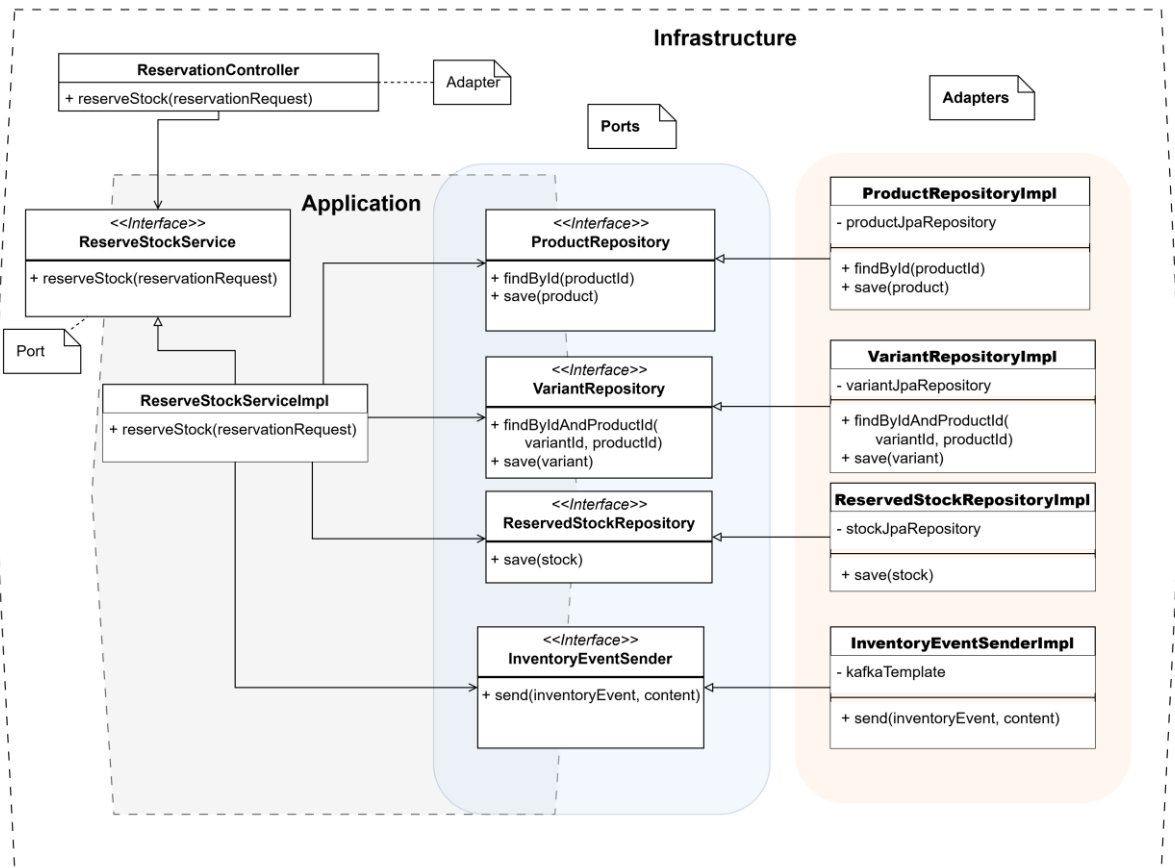 Infrastructure
ReservationController
+ reserveStock(reservationRequest)
Adapter
Ports
Adapters
Application
<<Interface>>
ReserveStockService
+ reserveStock(reservationRequest)
Port
ReserveStockServiceImpl
+ reserveStock(reservationRequest)
<<Interface>>
ProductRepository
+ findById(productId)
+ save(product)
<<Interface>>
VariantRepository
+ findByIdAndProductId(
variantId, productId)
+ save(variant)
<<Interface>>
ReservedStockRepository
+ save(stock)
<<Interface>>
InventoryEventSender
+ send(inventoryEvent, content)
ProductRepositoryImpl
- productJpaRepository
+ findById(productId)
+ save(product)
VariantRepositoryImpl
- variantJpaRepository
+ findByIdAndProductId(
variantId, productId)
+ save(variant)
ReservedStockRepositoryImpl
- stockJpaRepository
+ save(stock)
InventoryEventSenderImpl
- kafkaTemplate
+ send(inventoryEvent, content)